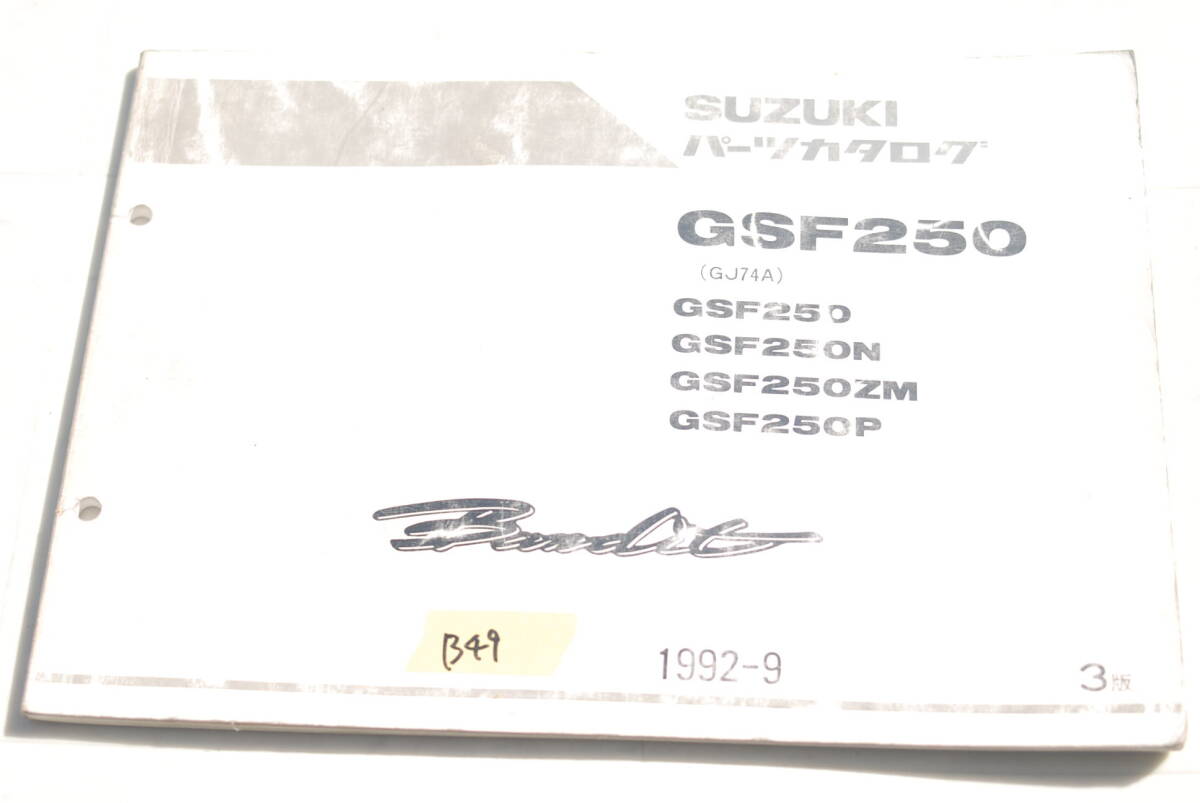 SUZUKI
パーツカタログ
GSF250
(GJ74A)
GSF250
GSF250N
GSF250ZM
GSF250P
Bandit
B49
1992-9
3版